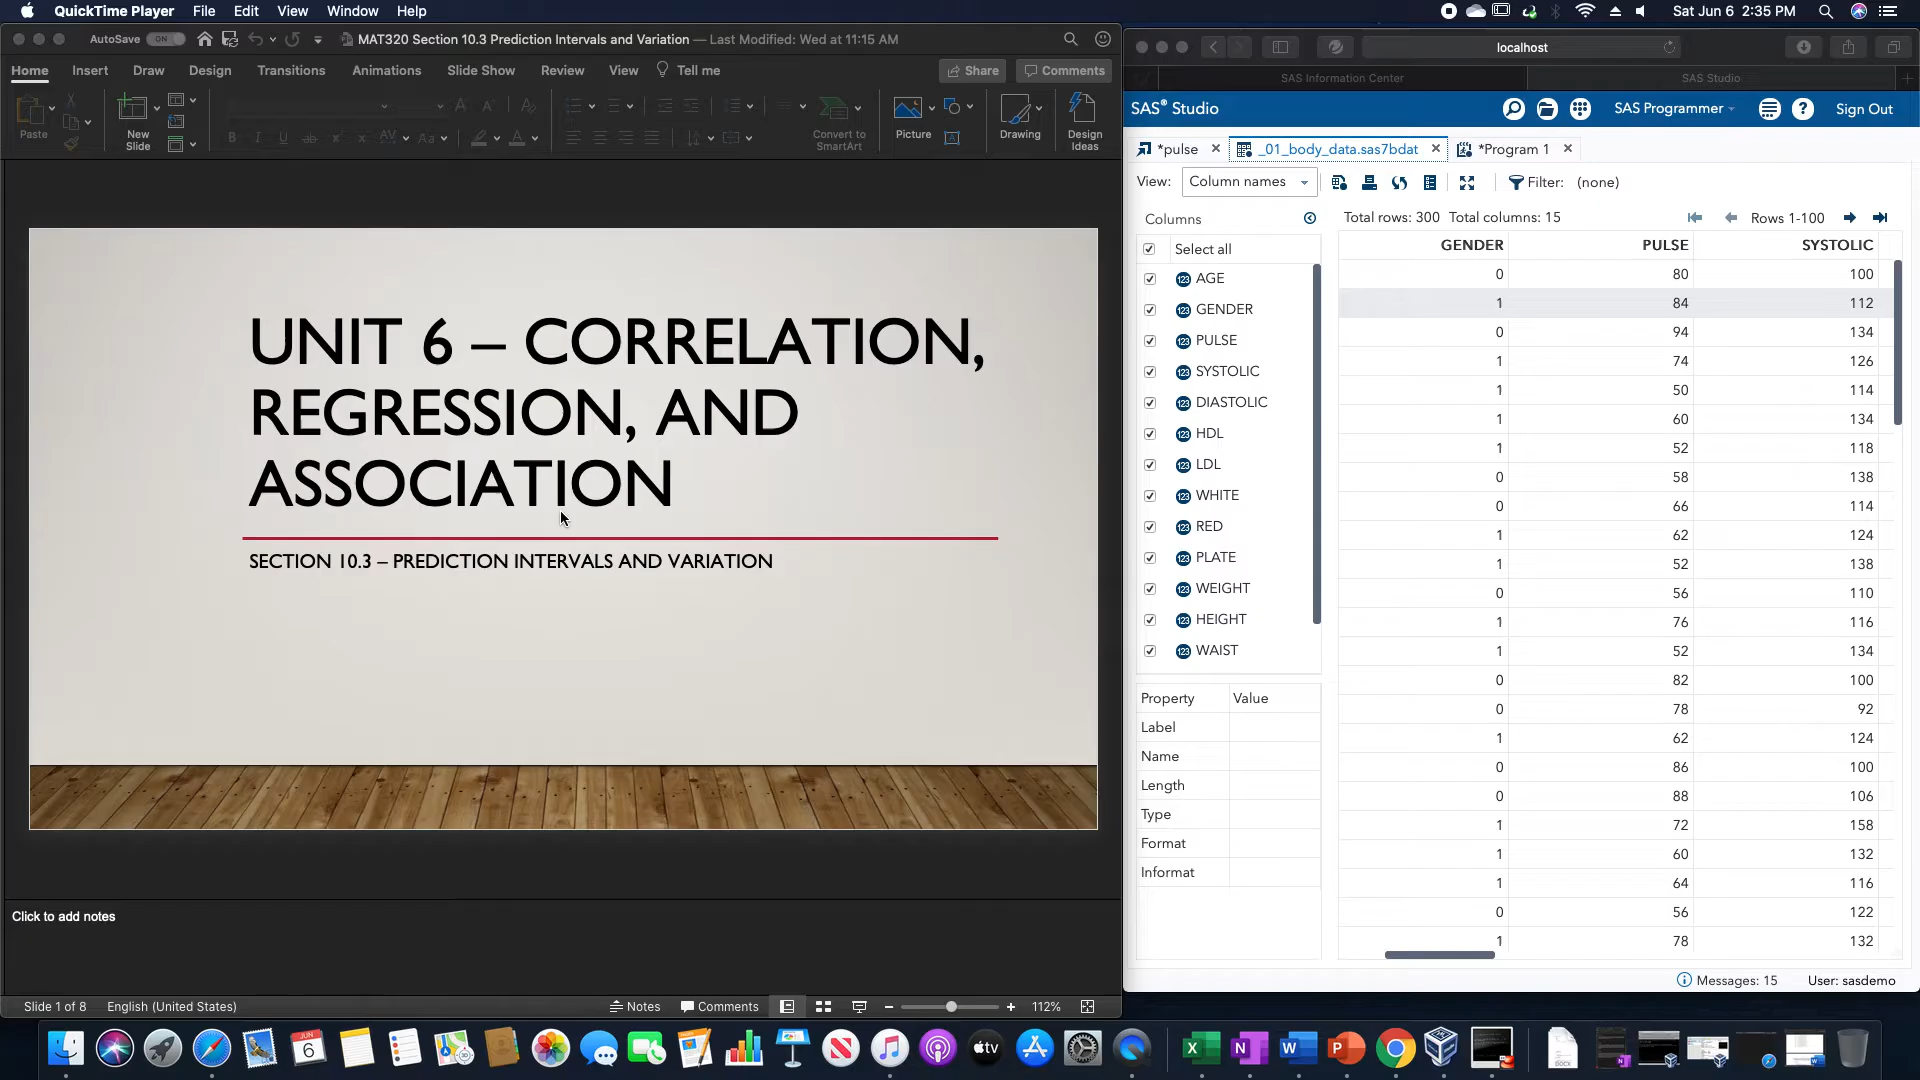 QuickTime Player File Edit View Window Help
Sat Jun 6 2:35 PM
AutoSave ON
MAT320 Section 10.3 Prediction Intervals and Variation — Last Modified: Wed at 11:15 AM
Home Insert Draw Design Transitions Animations Slide Show Review View Tell me
Share Comments
Paste
New Slide
Convert to SmartArt
Picture
Drawing
Design Ideas
UNIT 6 – CORRELATION,
REGRESSION, AND
ASSOCIATION
SECTION 10.3 – PREDICTION INTERVALS AND VARIATION
Click to add notes
Slide 1 of 8 English (United States)
Notes Comments 112%
localhost
SAS Information Center SAS Studio
SAS® Studio
SAS Programmer Sign Out
*pulse _01_body_data.sas7bdat *Program 1
View: Column names Filter: (none)
Columns
Total rows: 300 Total columns: 15 Rows 1-100
Select all
AGE
GENDER
PULSE
SYSTOLIC
DIASTOLIC
HDL
LDL
WHITE
RED
PLATE
WEIGHT
HEIGHT
WAIST
Property Value
Label
Name
Length
Type
Format
Informat
GENDER PULSE SYSTOLIC
0 80 100
1 84 112
0 94 134
1 74 126
1 50 114
1 60 134
1 52 118
0 58 138
0 66 114
1 62 124
1 52 138
0 56 110
1 76 116
1 52 134
0 82 100
0 78 92
1 62 124
0 86 100
0 88 106
1 72 158
1 60 132
1 64 116
0 56 122
1 78 132
Messages: 15 User: sasdemo
JUN
6
tv